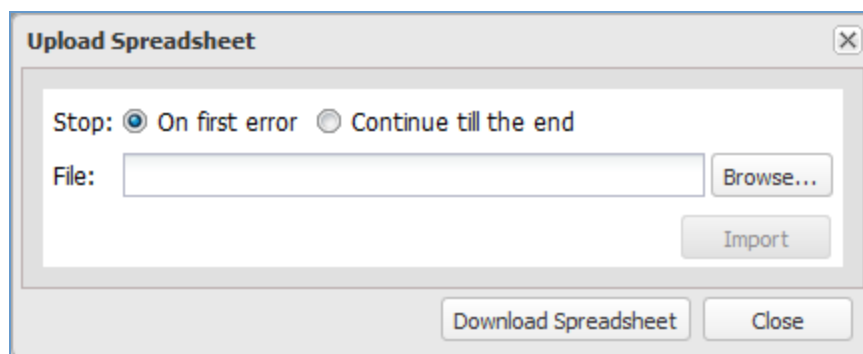 Upload Spreadsheet
Stop: On first error Continue till the end
File: Browse...
Import
Download Spreadsheet Close